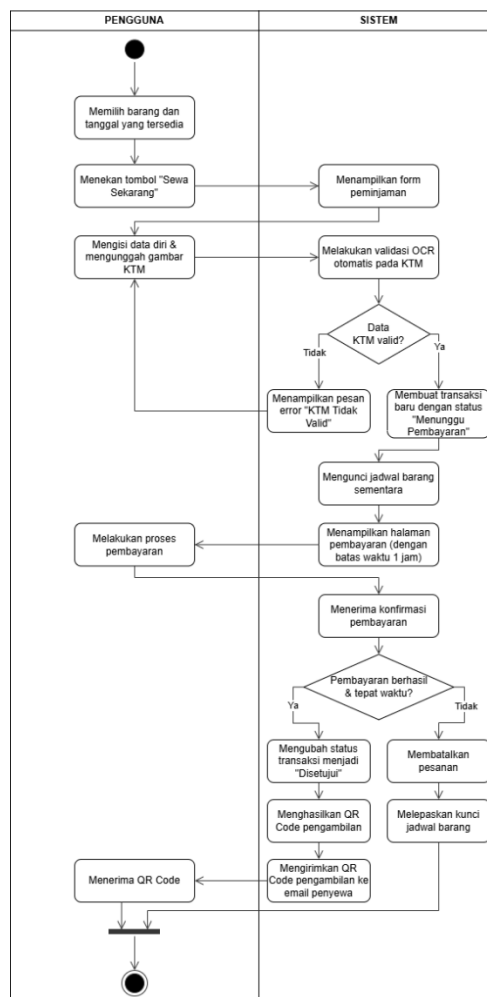 PENGGUNA
SISTEM
Memilih barang dan
tanggal yang tersedia
Menekan tombol "Sewa
Sekarang"
Menampilkan form
peminjaman
Mengisi data diri &
mengunggah gambar
KTM
Melakukan validasi OCR
otomatis pada KTM
Data
KTM valid?
Tidak
Ya
Menampilkan pesan
error "KTM Tidak
Valid"
Membuat transaksi
baru dengan status
"Menunggu
Pembayaran"
Mengunci jadwal barang
sementara
Melakukan proses
pembayaran
Menampilkan halaman
pembayaran (dengan
batas waktu 1 jam)
Menerima konfirmasi
pembayaran
Pembayaran berhasil
& tepat waktu?
Ya
Tidak
Mengubah status
transaksi menjadi
"Disetujui"
Membatalkan
pesanan
Menghasilkan QR
Code pengambilan
Melepaskan kunci
jadwal barang
Menerima QR Code
Mengirimkan QR
Code pengambilan ke
email penyewa